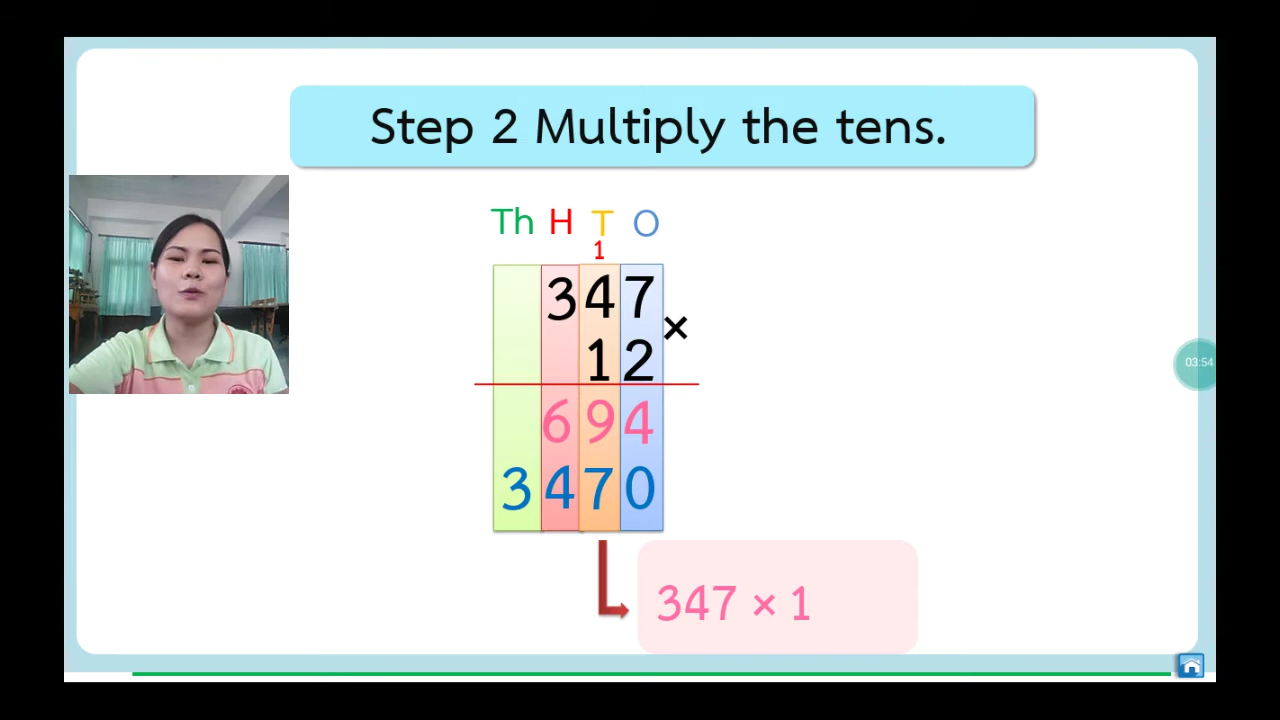 Step 2 Multiply the tens.
Th H T O
1
347
×
12
694
3470
347 × 1
03:54